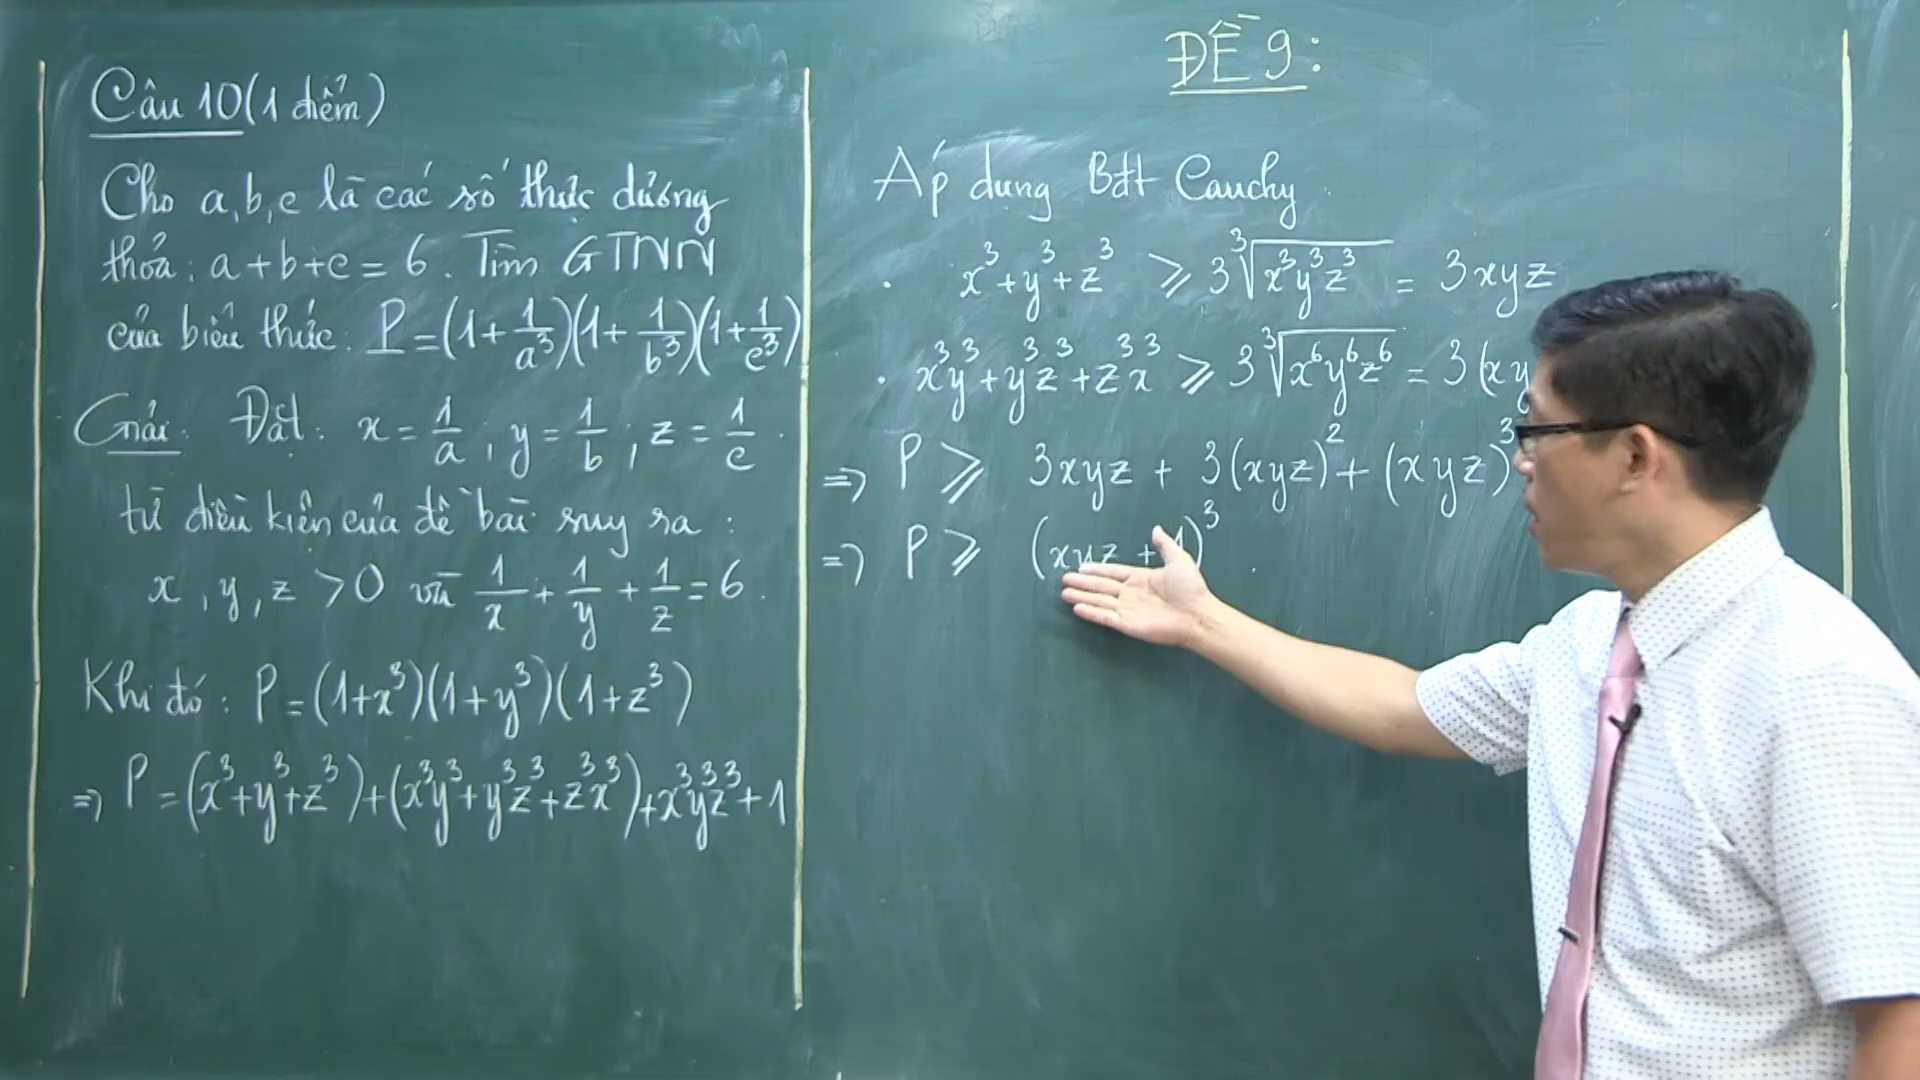 Câu 10 (1 điểm)
Cho a, b, c là các số thực dương
thỏa: a + b + c = 6. Tìm GTNN
của biểu thức: P = (1 + 1/a³)(1 + 1/b³)(1 + 1/c³)
Giải: Đặt: x = 1/a, y = 1/b; z = 1/c.
từ điều kiện của đề bài suy ra:
x, y, z > 0 và 1/x + 1/y + 1/z = 6.
Khi đó: P = (1+x³)(1+y³)(1+z³)
=> P = (x³+y³+z³)+(x³y³+y³z³+z³x³)+x³y³z³+1
ĐỀ 9:
Áp dụng Bđt Cauchy.
· x³+y³+z³ ⩾ 3∛(x³y³z³) = 3xyz
· x³y³+y³z³+z³x³ ⩾ 3∛(x⁶y⁶z⁶) = 3(xy
=> P ⩾ 3xyz + 3(xyz)² + (xyz)³
=> P ⩾ (xyz + 1)³.